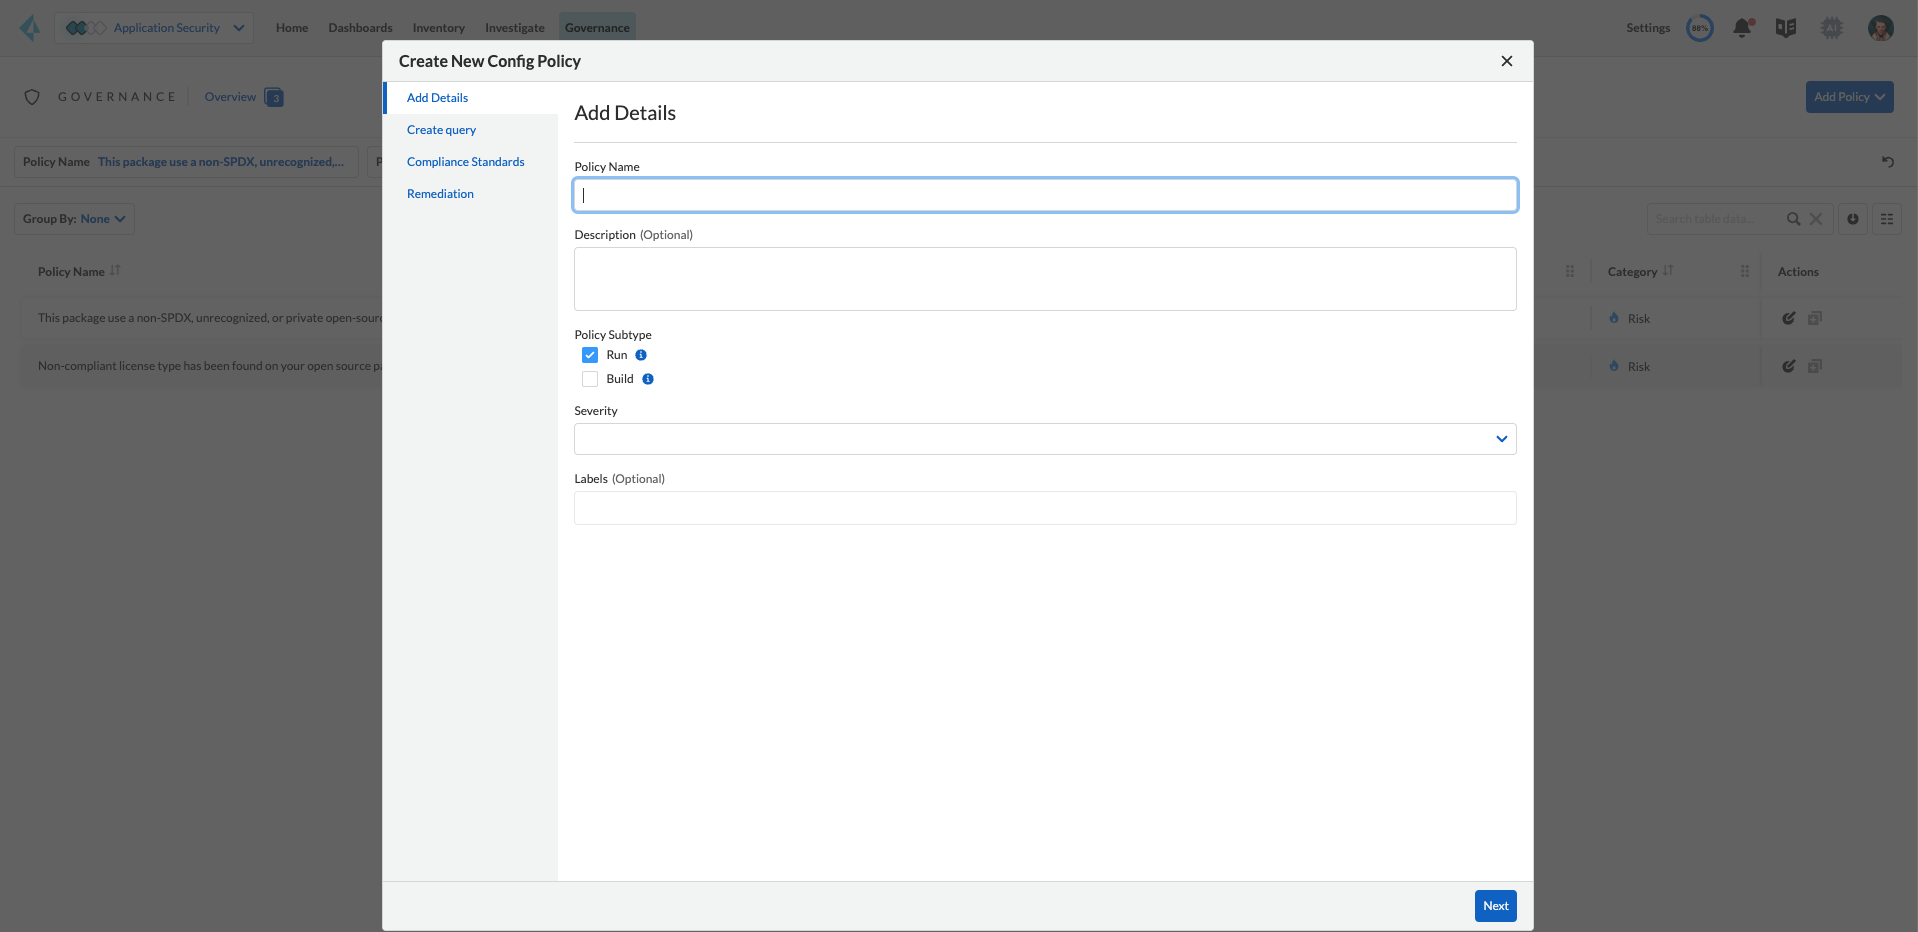 Application Security
Home
Dashboards
Inventory
Investigate
Governance
Settings
88%
AI
Create New Config Policy
GOVERNANCE
Overview
3
Add Policy
Add Details
Create query
Compliance Standards
Remediation
Add Details
Policy Name This package use a non-SPDX, unrecognized,...
P
Policy Name
Group By: None
Search table data...
Description (Optional)
Policy Name
Category
Actions
This package use a non-SPDX, unrecognized, or private open-sour
Risk
Non-compliant license type has been found on your open source pa
Risk
Policy Subtype
Run
Build
Severity
Labels (Optional)
Next